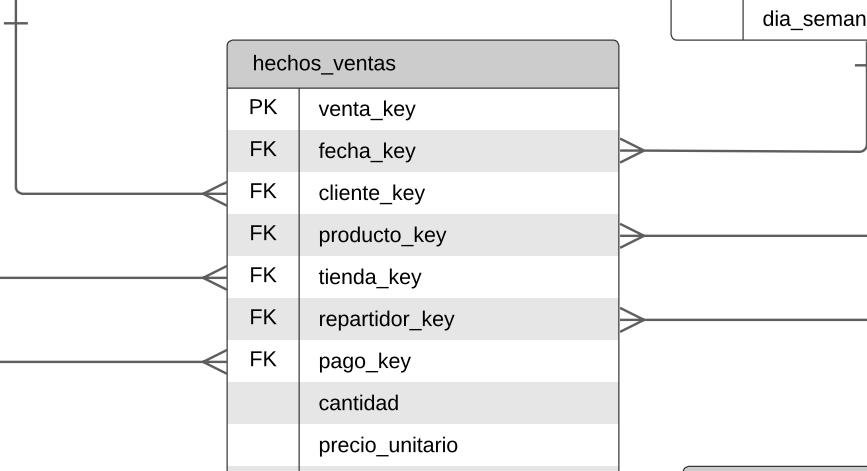 dia_seman
hechos_ventas
PK venta_key
FK fecha_key
FK cliente_key
FK producto_key
FK tienda_key
FK repartidor_key
FK pago_key
cantidad
precio_unitario